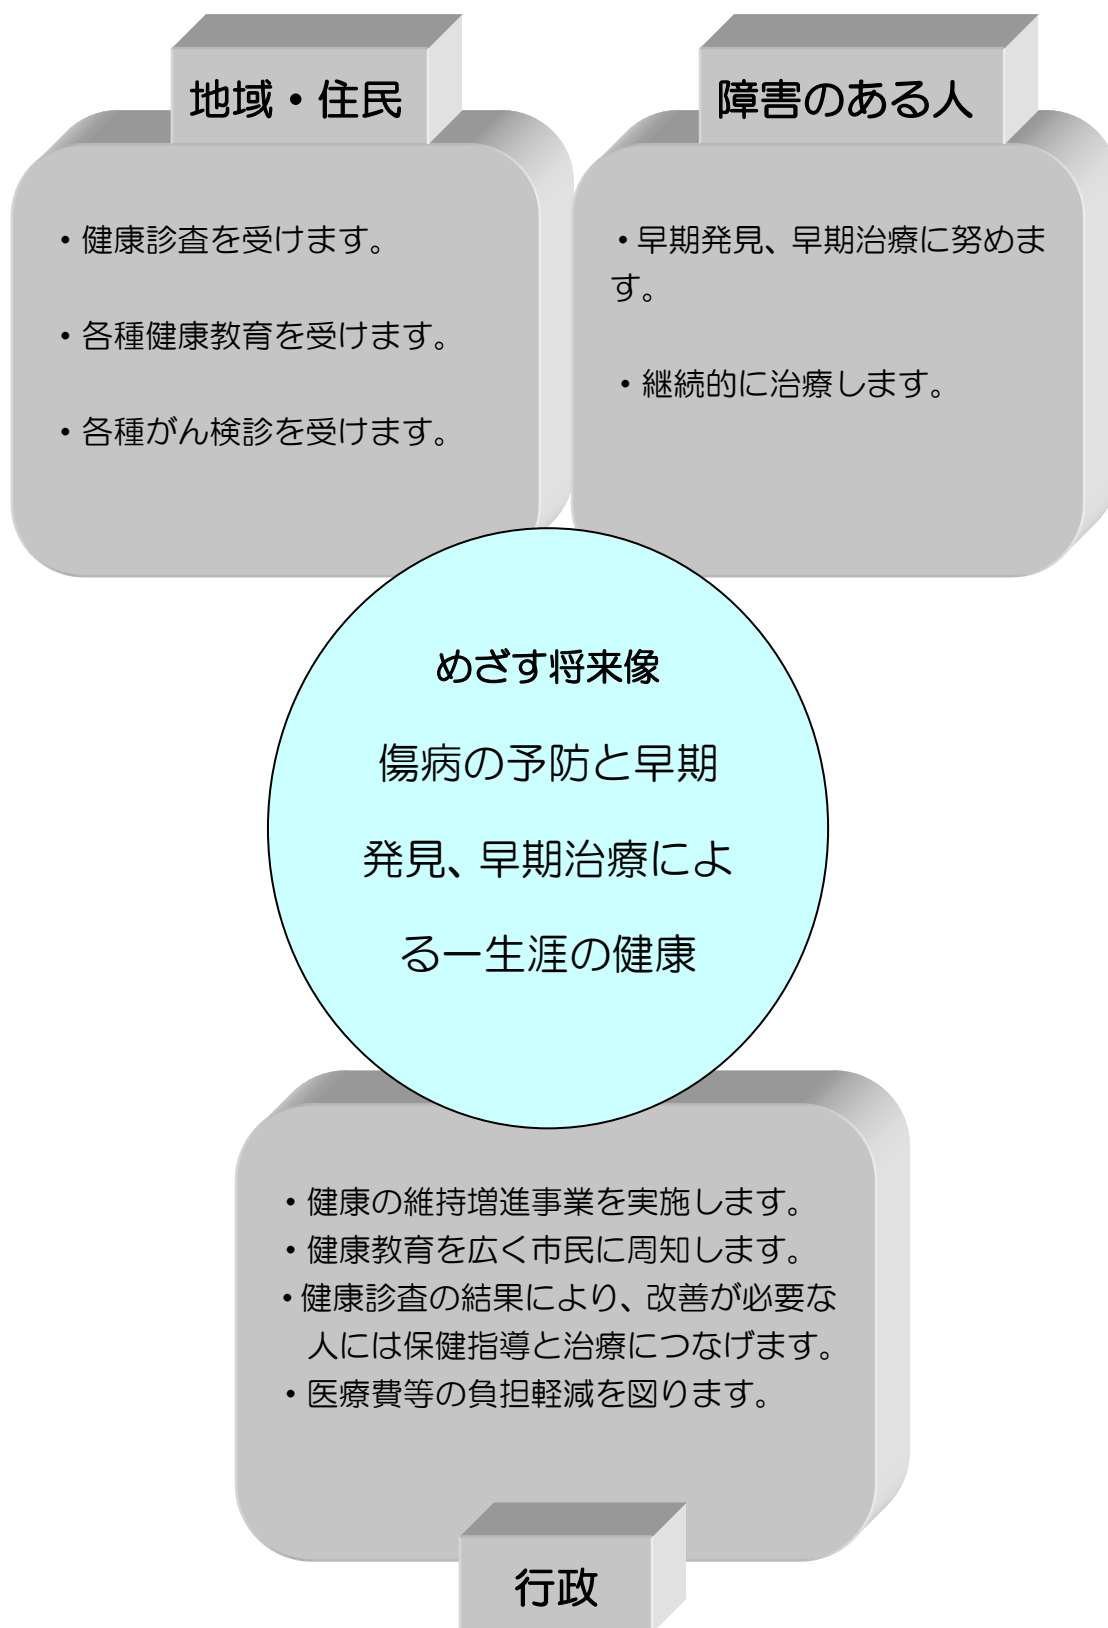 地域・住民
・健康診査を受けます。
・各種健康教育を受けます。
・各種がん検診を受けます。
障害のある人
・早期発見、早期治療に努めま
す。
・継続的に治療します。
めざす将来像
傷病の予防と早期
発見、早期治療によ
る一生涯の健康
・健康の維持増進事業を実施します。
・健康教育を広く市民に周知します。
・健康診査の結果により、改善が必要な
人には保健指導と治療につなげます。
・医療費等の負担軽減を図ります。
行政